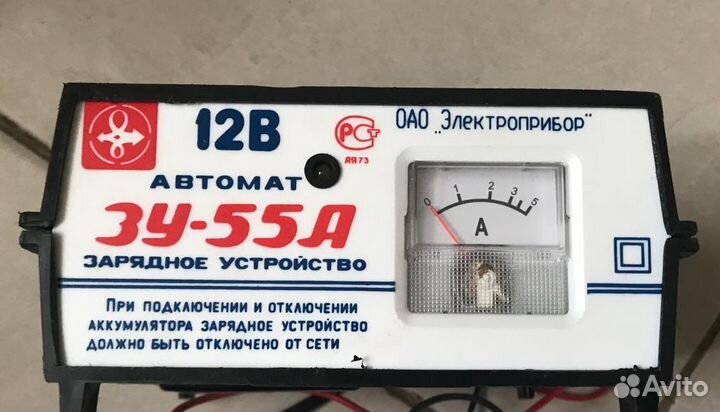 12В
РСТ
АЯ73
ОАО „Электроприбор"
АВТОМАТ
ЗУ-55А
ЗАРЯДНОЕ УСТРОЙСТВО
0 1 2 3 5
А
ПРИ ПОДКЛЮЧЕНИИ И ОТКЛЮЧЕНИИ
АККУМУЛЯТОРА ЗАРЯДНОЕ УСТРОЙСТВО
ДОЛЖНО БЫТЬ ОТКЛЮЧЕНО ОТ СЕТИ
Avito